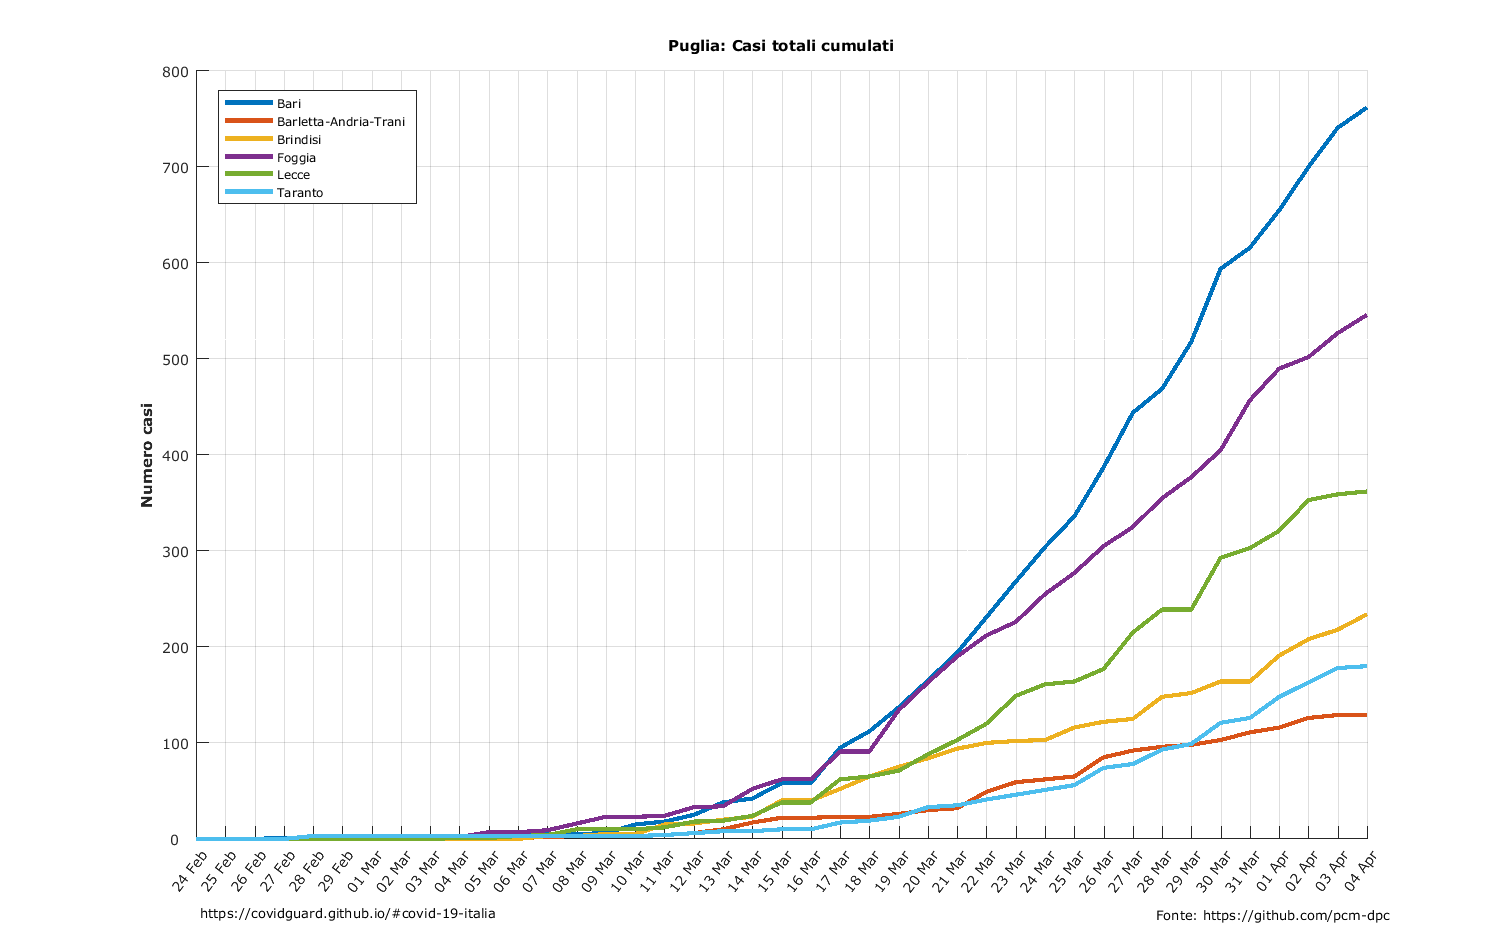 Puglia: Casi totali cumulati
800
700
600
500
400
300
200
100
0
Numero casi
Bari
Barletta-Andria-Trani
Brindisi
Foggia
Lecce
Taranto
24 Feb
25 Feb
26 Feb
27 Feb
28 Feb
29 Feb
01 Mar
02 Mar
03 Mar
04 Mar
05 Mar
06 Mar
07 Mar
08 Mar
09 Mar
10 Mar
11 Mar
12 Mar
13 Mar
14 Mar
15 Mar
16 Mar
17 Mar
18 Mar
19 Mar
20 Mar
21 Mar
22 Mar
23 Mar
24 Mar
25 Mar
26 Mar
27 Mar
28 Mar
29 Mar
30 Mar
31 Mar
01 Apr
02 Apr
03 Apr
04 Apr
https://covidguard.github.io/#covid-19-italia
Fonte: https://github.com/pcm-dpc